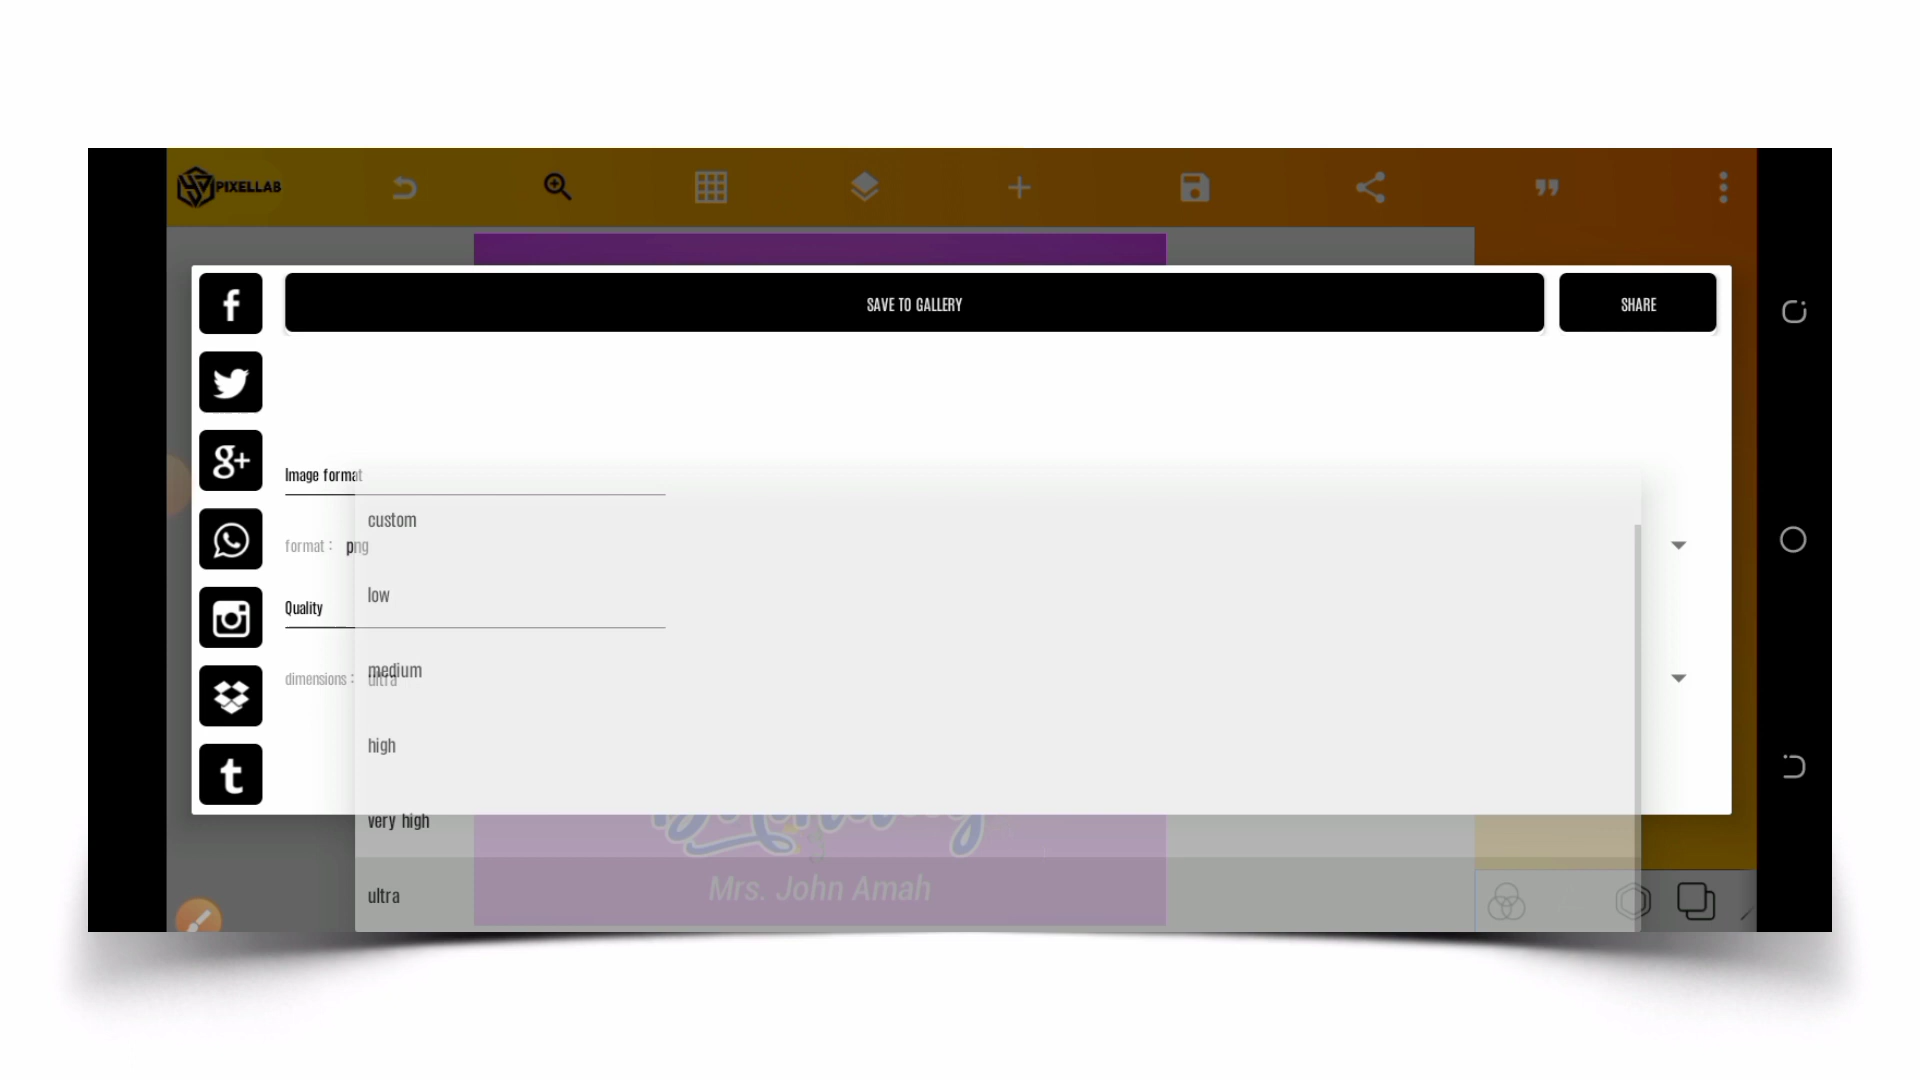 PIXELLAB
SAVE TO GALLERY
SHARE
Image format
custom
format : png
low
Quality
medium
dimensions : ultra
high
very high
ultra
Mrs. John Amah